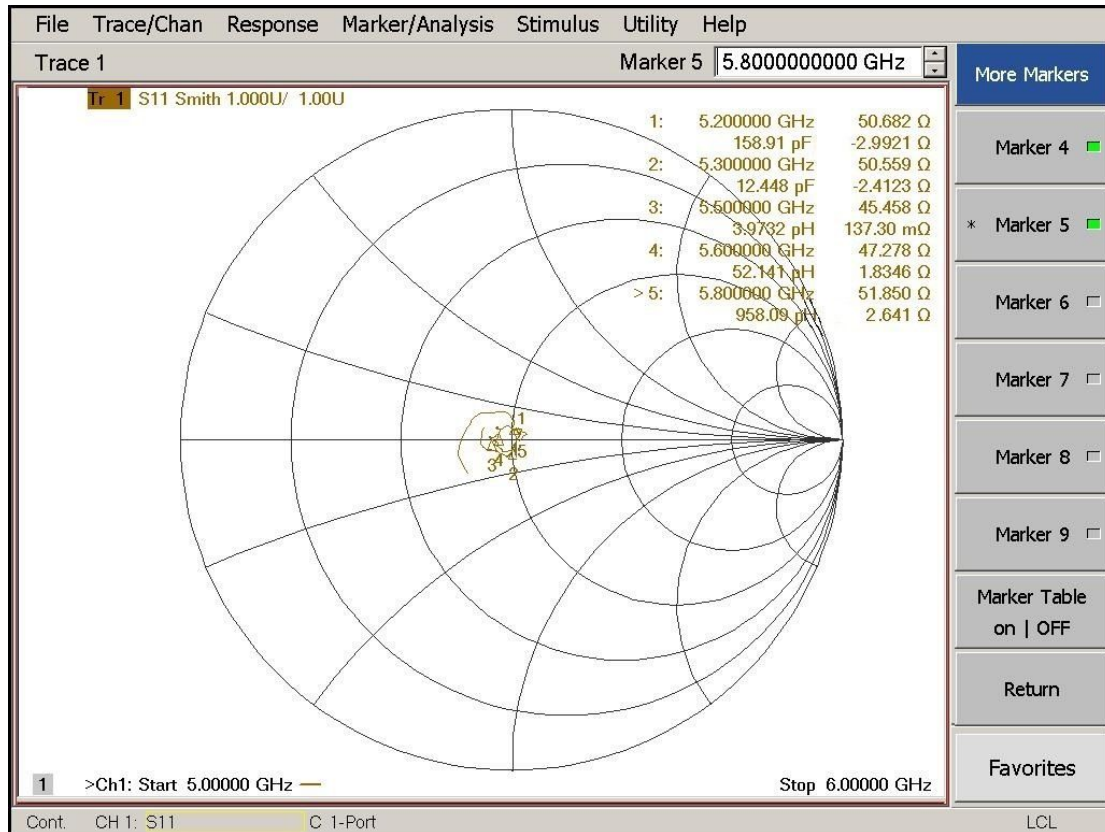 File Trace/Chan Response Marker/Analysis Stimulus Utility Help
Trace 1 Marker 5 5.8000000000 GHz
Tr 1 S11 Smith 1.000U/ 1.00U
1: 5.200000 GHz 50.682 Ω
158.91 pF -2.9921 Ω
2: 5.300000 GHz 50.559 Ω
12.448 pF -2.4123 Ω
3: 5.500000 GHz 45.458 Ω
3.9732 pH 137.30 mΩ
4: 5.600000 GHz 47.278 Ω
52.141 pH 1.8346 Ω
> 5: 5.800000 GHz 51.850 Ω
958.09 pH 2.641 Ω
1
5
3 4
2
1 >Ch1: Start 5.00000 GHz Stop 6.00000 GHz
Cont. CH 1: S11 C 1-Port LCL
More Markers
Marker 4
* Marker 5
Marker 6
Marker 7
Marker 8
Marker 9
Marker Table
on | OFF
Return
Favorites